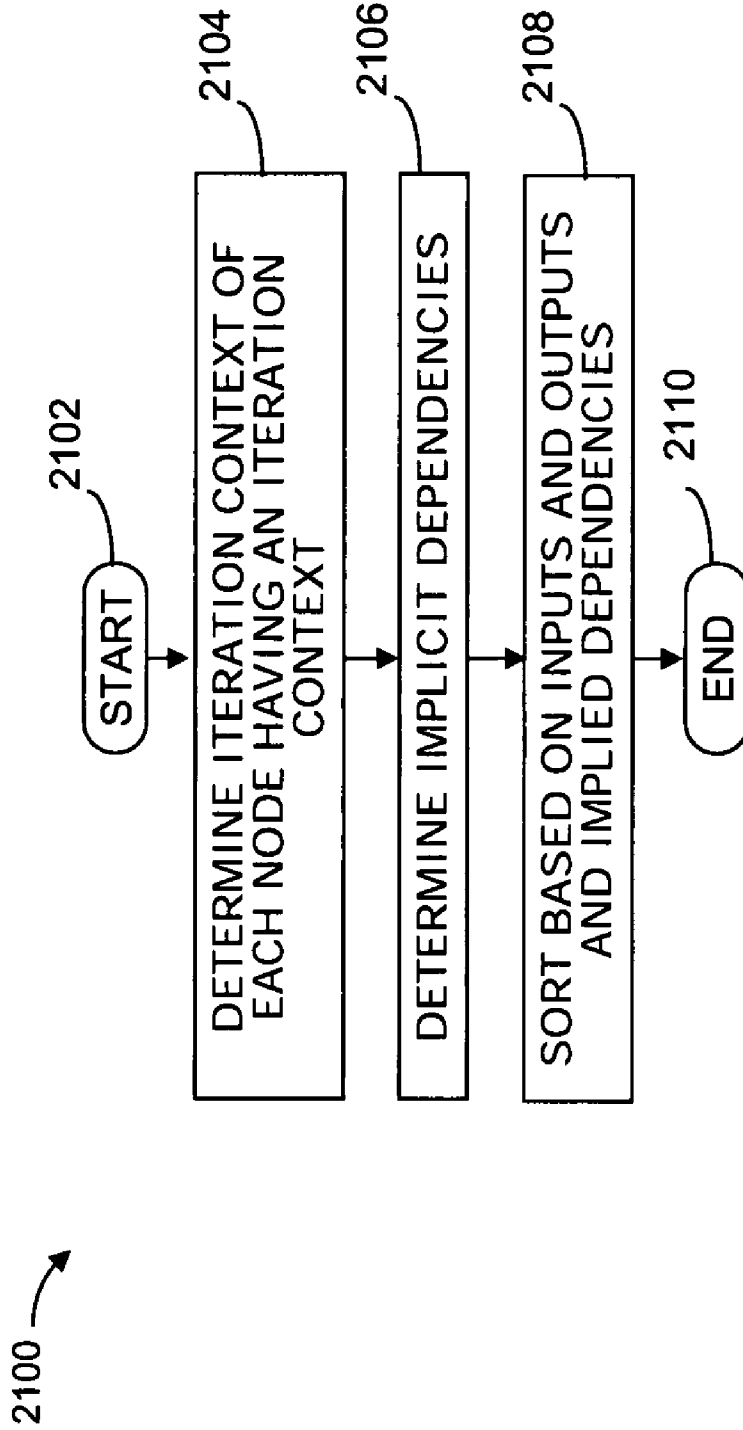 2100
2102
START
2104
DETERMINE ITERATION CONTEXT OF
EACH NODE HAVING AN ITERATION
CONTEXT
2106
DETERMINE IMPLICIT DEPENDENCIES
2108
SORT BASED ON INPUTS AND OUTPUTS
AND IMPLIED DEPENDENCIES
2110
END